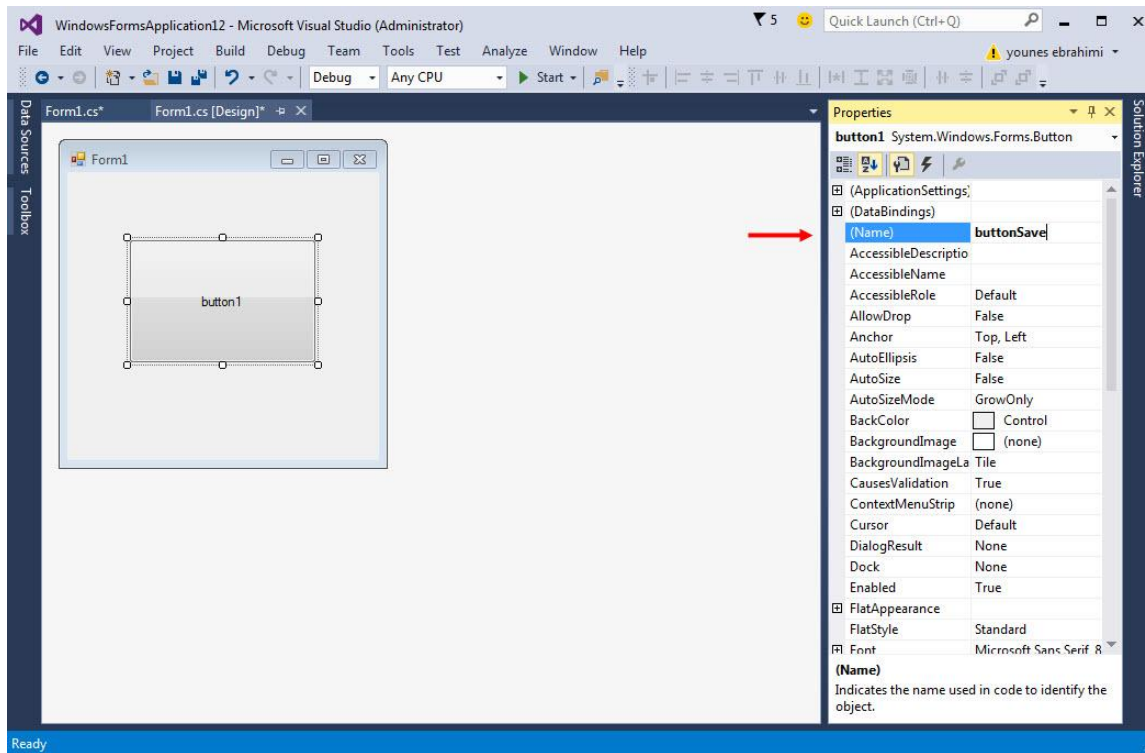 WindowsFormsApplication12 - Microsoft Visual Studio (Administrator)
5
Quick Launch (Ctrl+Q)
File Edit View Project Build Debug Team Tools Test Analyze Window Help
younes ebrahimi
Debug Any CPU Start
Data Sources
Toolbox
Form1.cs* Form1.cs [Design]*
Form1
button1
Properties
button1 System.Windows.Forms.Button
(ApplicationSettings)
(DataBindings)
(Name) buttonSave
AccessibleDescriptio
AccessibleName
AccessibleRole Default
AllowDrop False
Anchor Top, Left
AutoEllipsis False
AutoSize False
AutoSizeMode GrowOnly
BackColor Control
BackgroundImage (none)
BackgroundImageLa Tile
CausesValidation True
ContextMenuStrip (none)
Cursor Default
DialogResult None
Dock None
Enabled True
FlatAppearance
FlatStyle Standard
Font Microsoft Sans Serif, 8
(Name)
Indicates the name used in code to identify the
object.
Solution Explorer
Ready